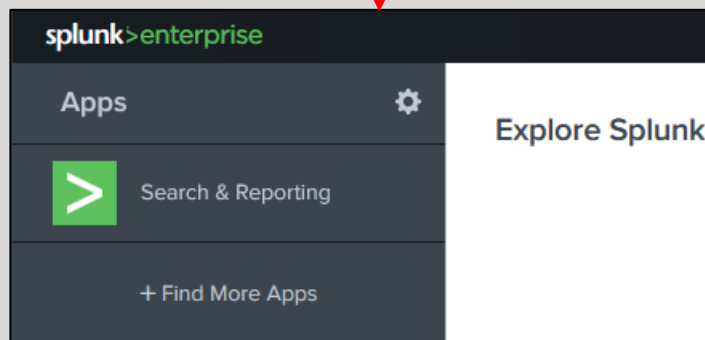 splunk>enterprise
Apps
Explore Splunk
Search & Reporting
+ Find More Apps